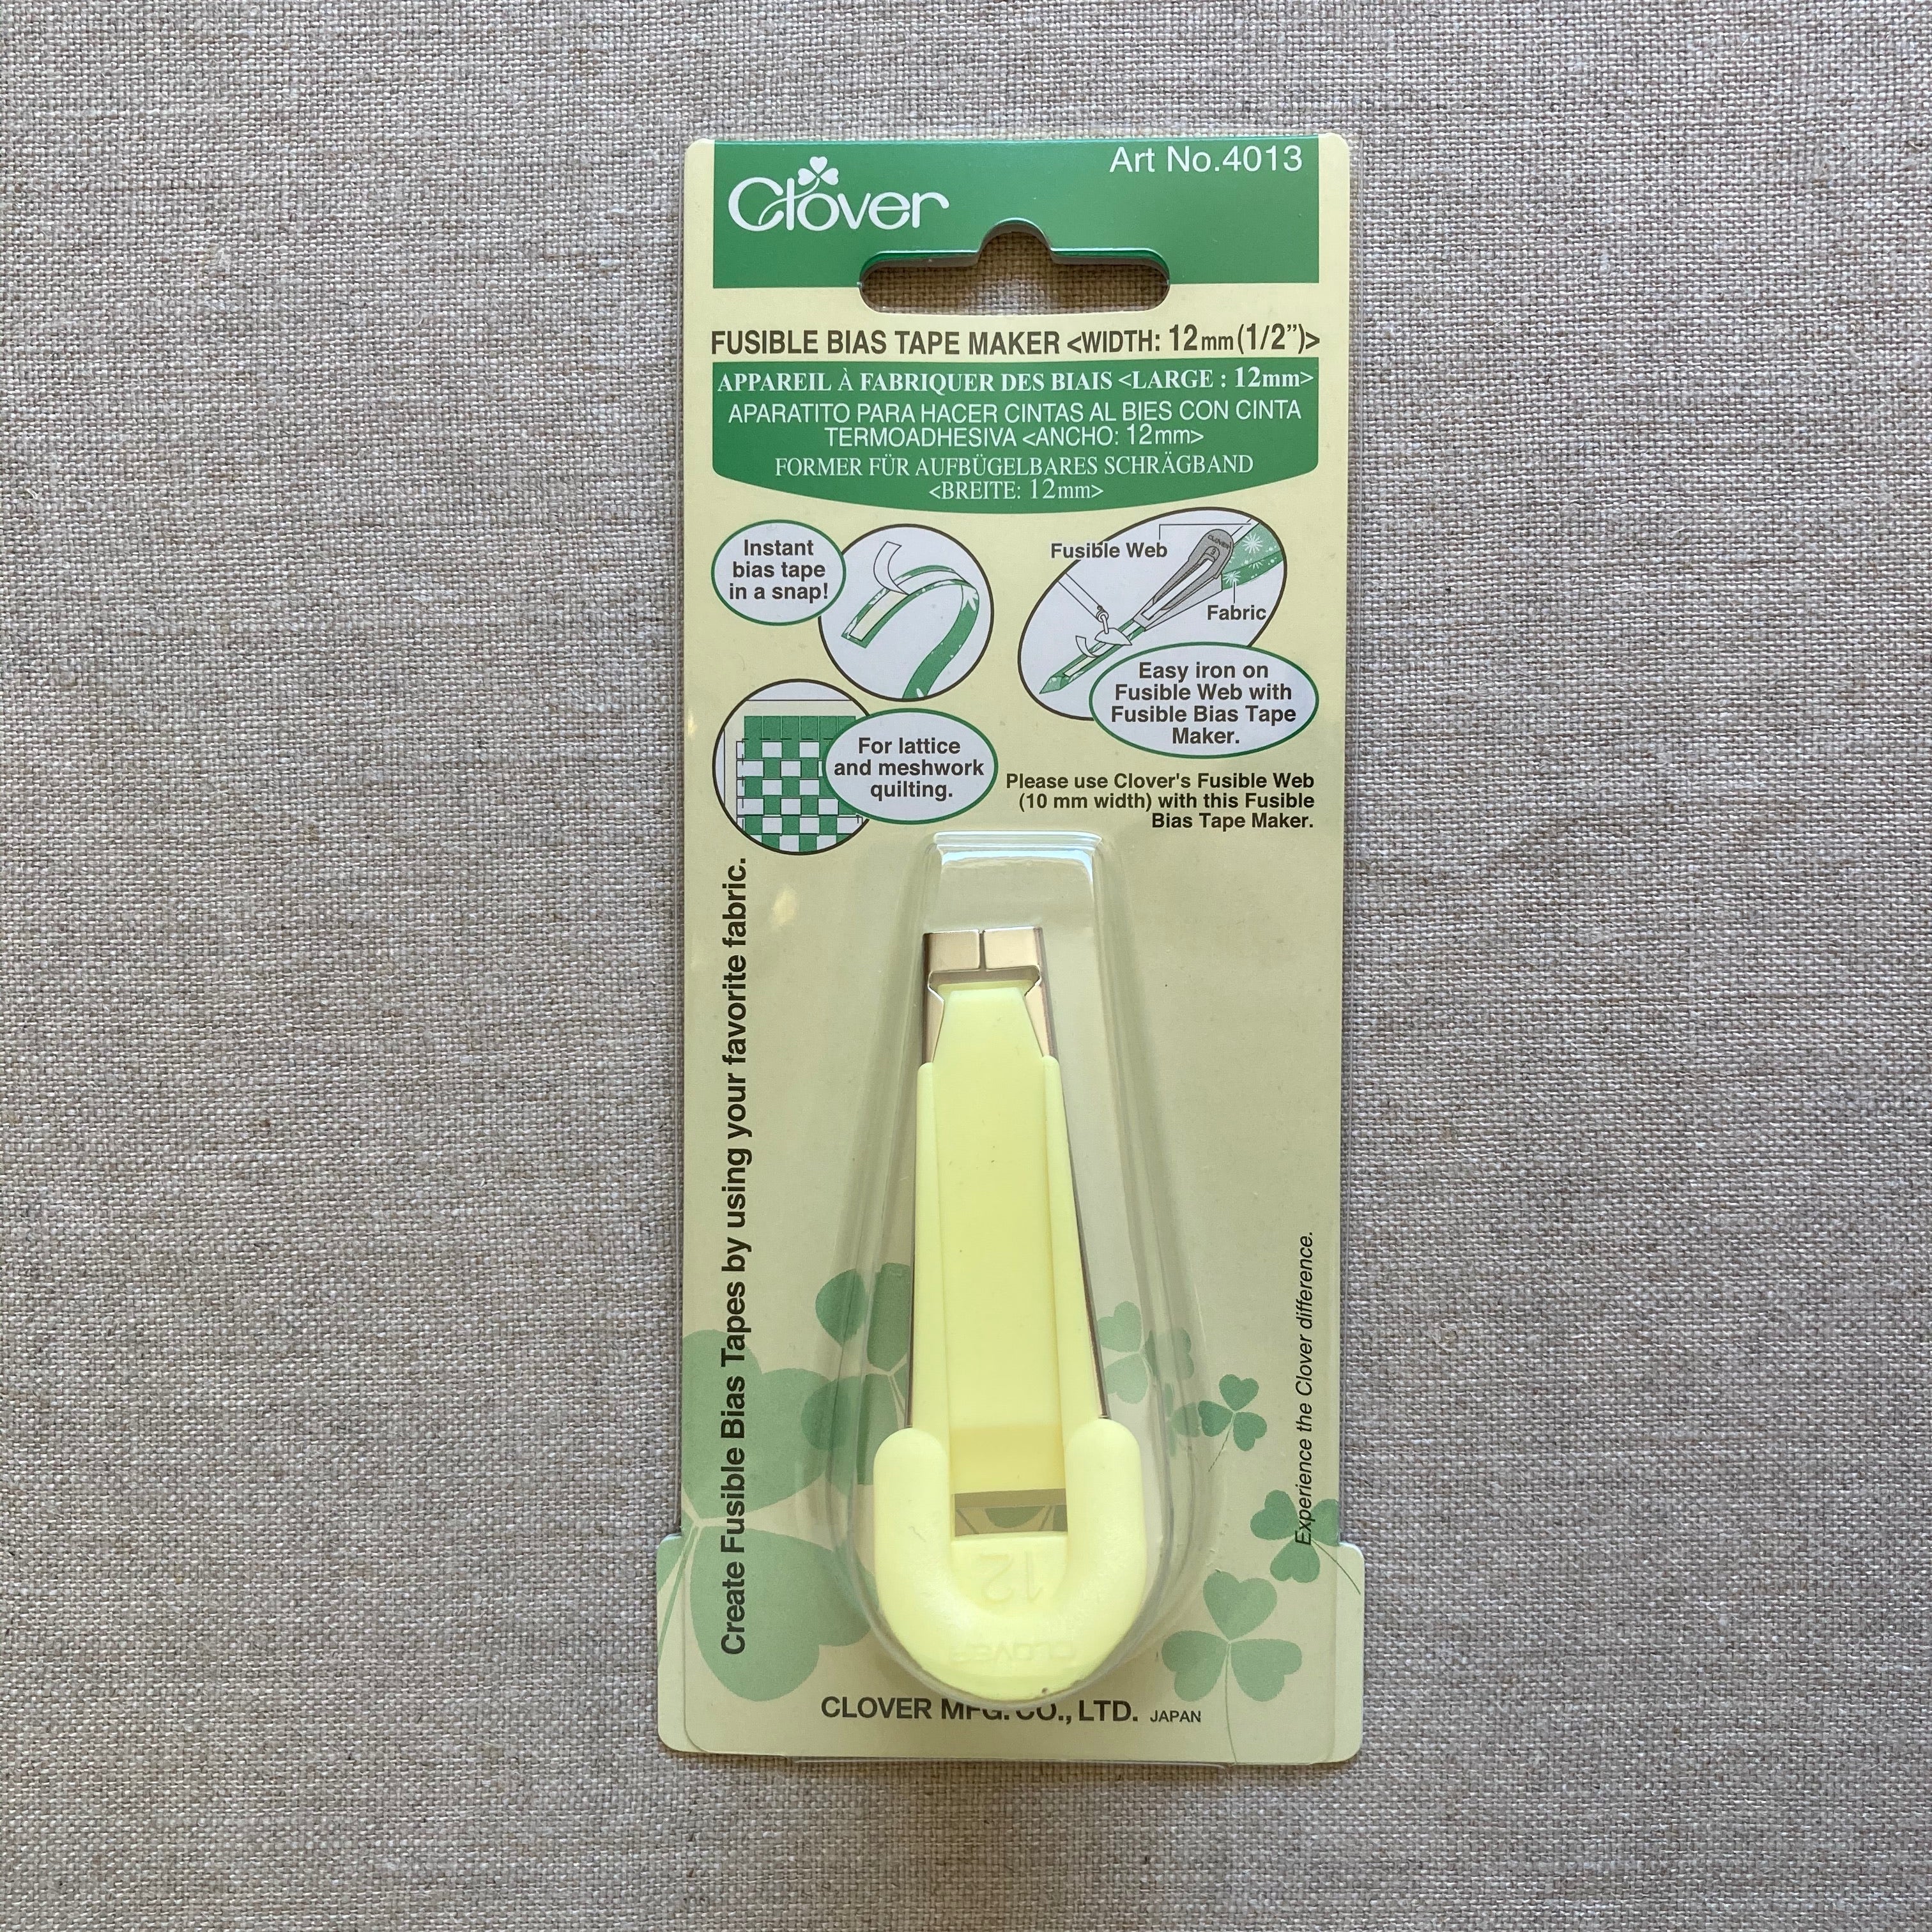 Clover
Art No.4013
FUSIBLE BIAS TAPE MAKER <WIDTH: 12mm(1/2")>
APPAREIL À FABRIQUER DES BIAIS <LARGE : 12mm>
APARATITO PARA HACER CINTAS AL BIES CON CINTA
TERMOADHESIVA <ANCHO: 12mm>
FORMER FÜR AUFBÜGELBARES SCHRÄGBAND
<BREITE: 12mm>
Instant
bias tape
in a snap!
Fusible Web
CLOVER
Fabric
Easy iron on
Fusible Web with
Fusible Bias Tape
Maker.
For lattice
and meshwork
quilting.
Please use Clover's Fusible Web
(10 mm width) with this Fusible
Bias Tape Maker.
Create Fusible Bias Tapes by using your favorite fabric.
Experience the Clover difference.
12
CLOVER
CLOVER MFG. CO., LTD. JAPAN